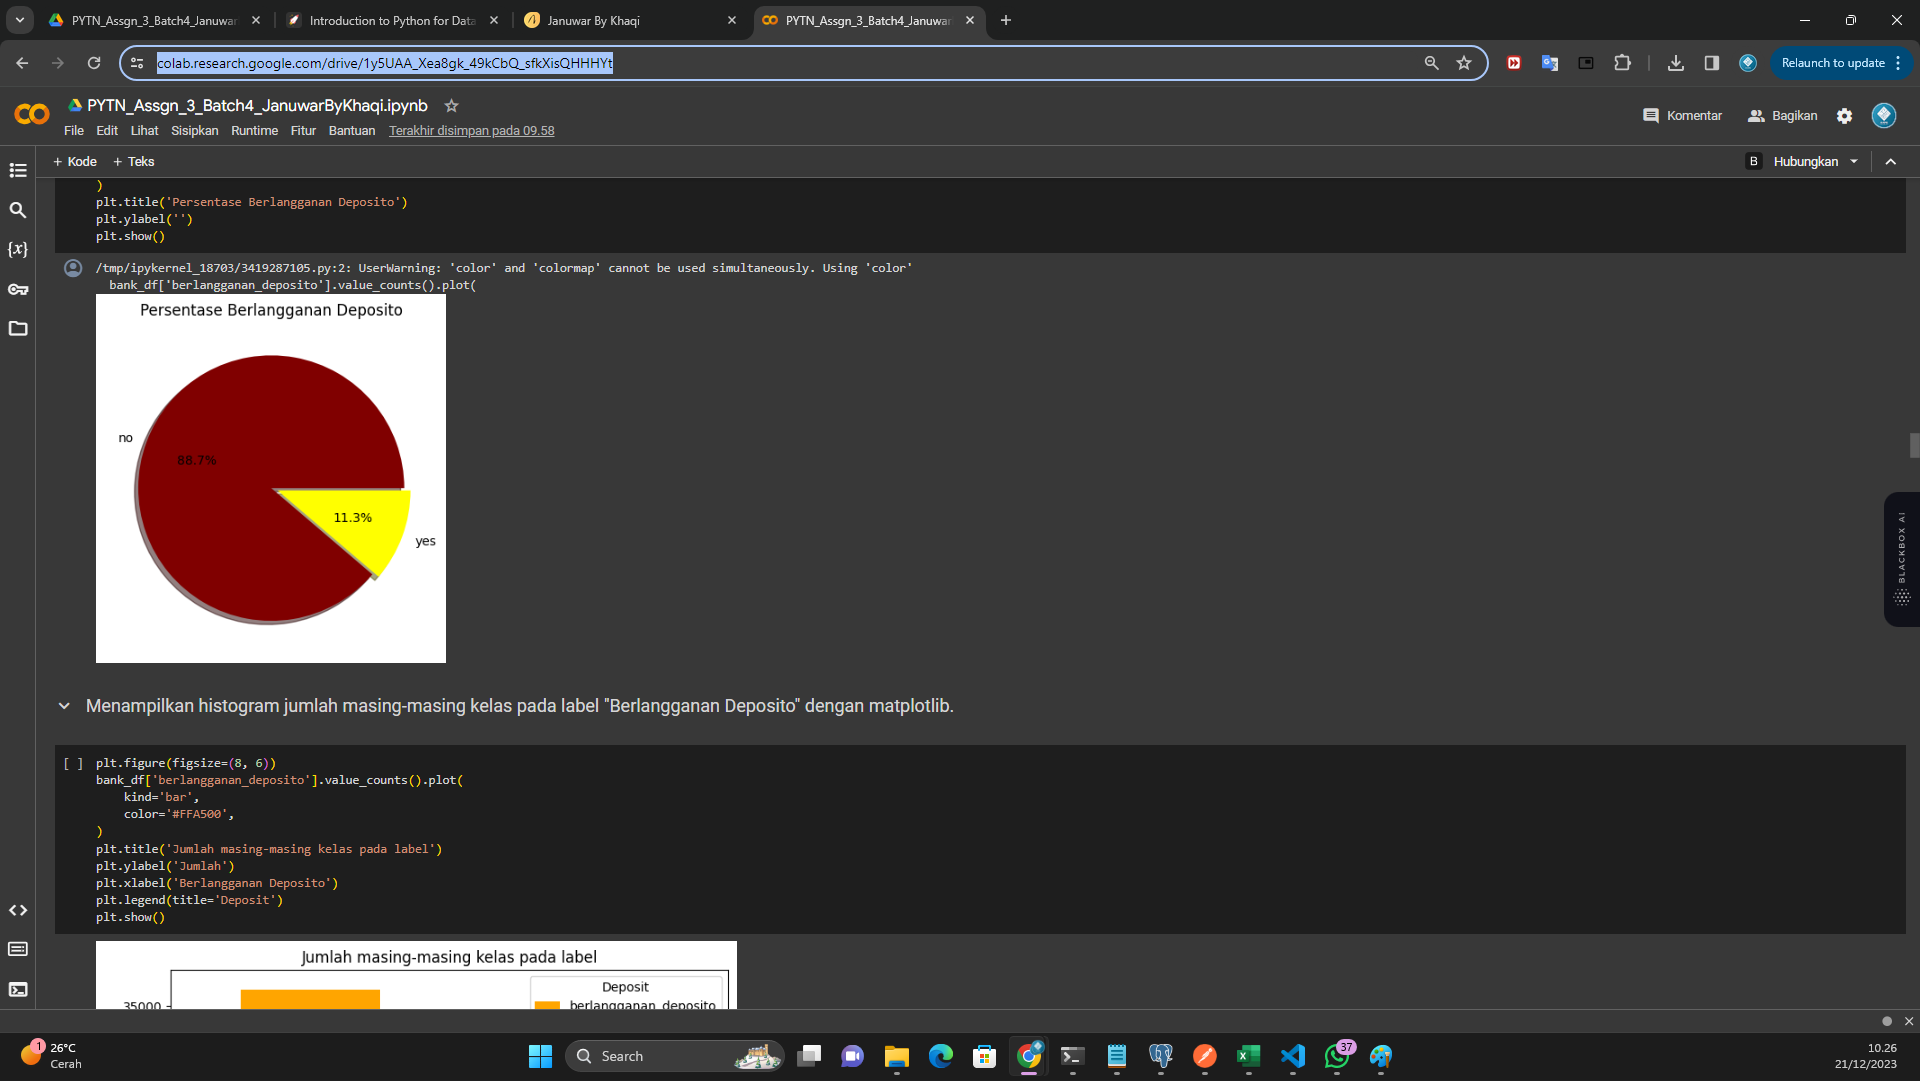 PYTN_Assgn_3_Batch4_Januwar
Introduction to Python for Data
Januwar By Khaqi
PYTN_Assgn_3_Batch4_Januwar
colab.research.google.com/drive/1y5UAA_Xea8gk_49kCbQ_sfkXisQHHHYt
Relaunch to update
PYTN_Assgn_3_Batch4_JanuwarByKhaqi.ipynb
File Edit Lihat Sisipkan Runtime Fitur Bantuan Terakhir disimpan pada 09.58
Komentar
Bagikan
+ Kode + Teks
B Hubungkan
)
plt.title('Persentase Berlangganan Deposito')
plt.ylabel('')
plt.show()
/tmp/ipykernel_18703/3419287105.py:2: UserWarning: 'color' and 'colormap' cannot be used simultaneously. Using 'color'
bank_df['berlangganan_deposito'].value_counts().plot(
Persentase Berlangganan Deposito
no
88.7%
11.3%
yes
BLACKBOX AI
Menampilkan histogram jumlah masing-masing kelas pada label "Berlangganan Deposito" dengan matplotlib.
[ ] plt.figure(figsize=(8, 6))
bank_df['berlangganan_deposito'].value_counts().plot(
kind='bar',
color='#FFA500',
)
plt.title('Jumlah masing-masing kelas pada label')
plt.ylabel('Jumlah')
plt.xlabel('Berlangganan Deposito')
plt.legend(title='Deposit')
plt.show()
Jumlah masing-masing kelas pada label
Deposit
35000
berlangganan_deposito
1
26°C
Cerah
Search
37
10.26
21/12/2023